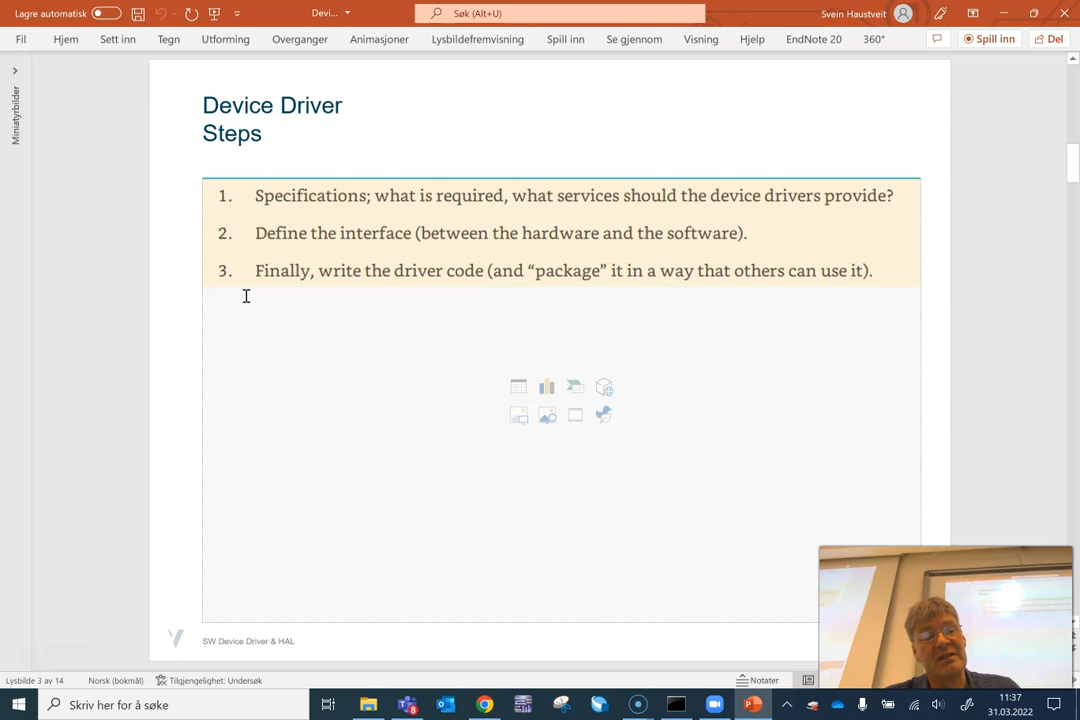 Lagre automatisk
Devi...
Søk (Alt+U)
Svein Haustveit
Fil Hjem Sett inn Tegn Utforming Overganger Animasjoner Lysbildefremvisning Spill inn Se gjennom Visning Hjelp EndNote 20 360° Spill inn Del
Miniatyrbilder
Device Driver
Steps
1. Specifications; what is required, what services should the device drivers provide?
2. Define the interface (between the hardware and the software).
3. Finally, write the driver code (and “package” it in a way that others can use it).
SW Device Driver & HAL
Lysbilde 3 av 14 Norsk (bokmål) Tilgjengelighet: Undersøk Notater
Skriv her for å søke
8
11:37
31.03.2022